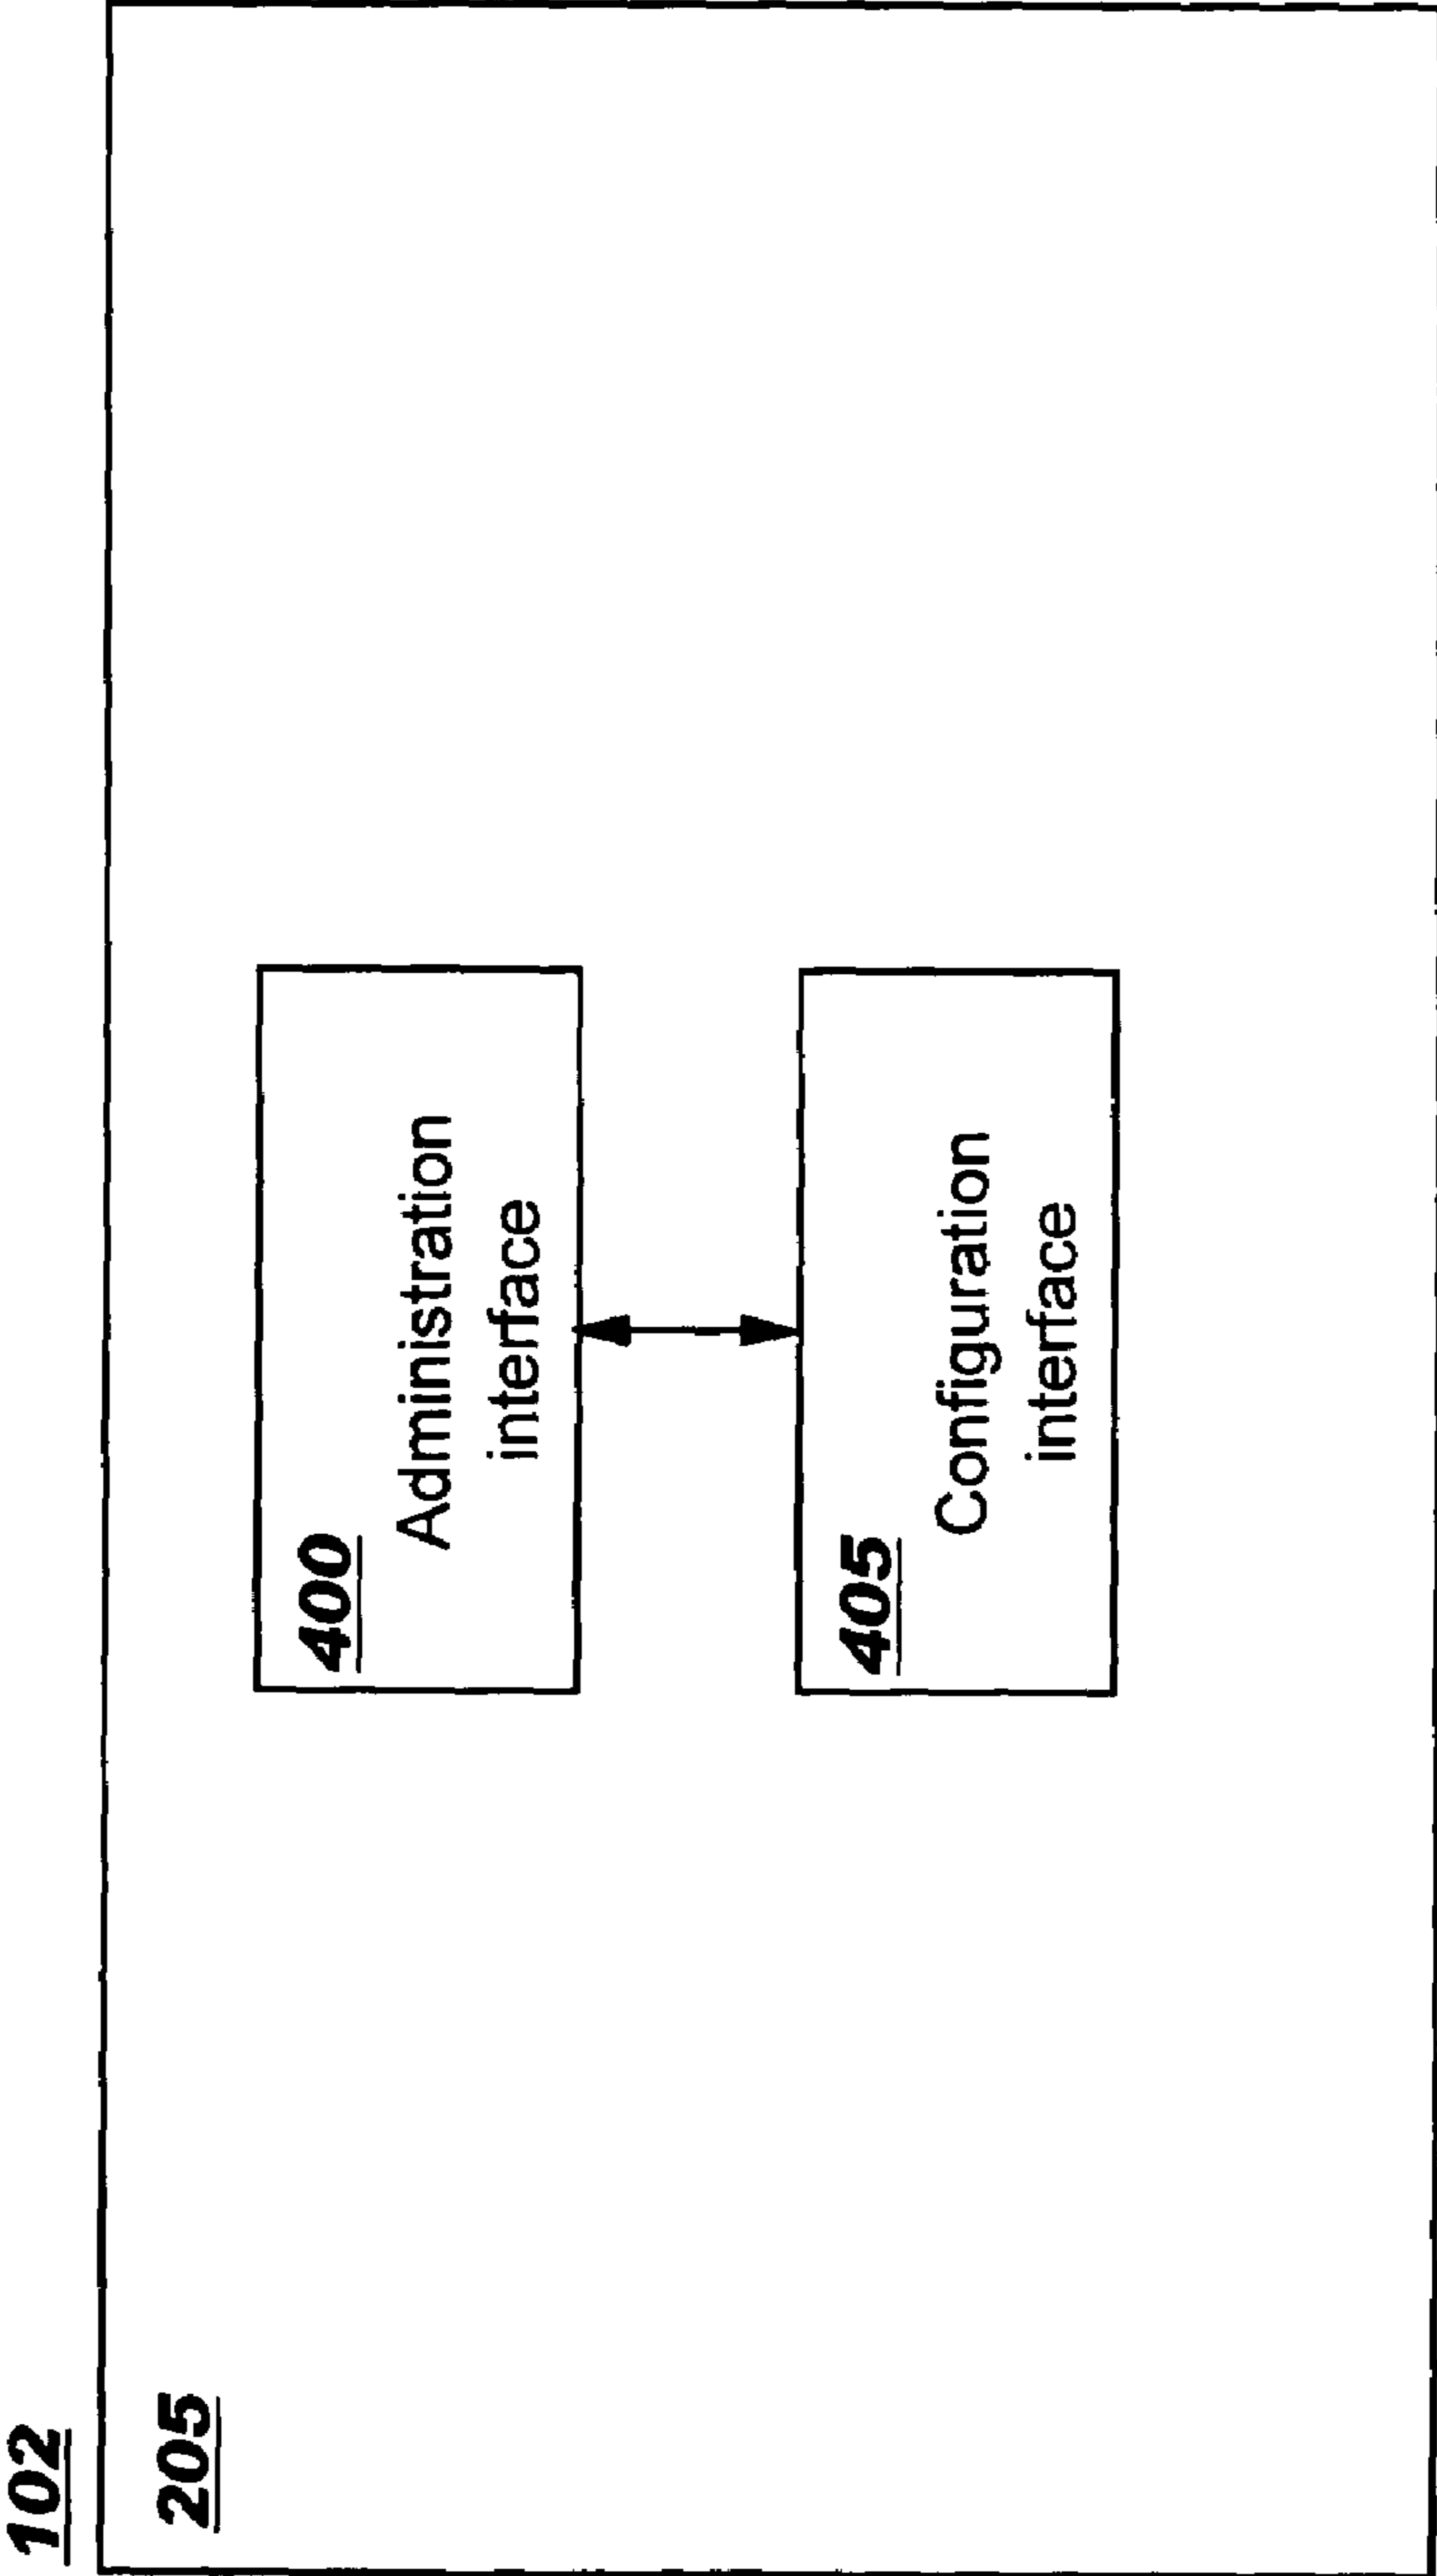 102
205
400
Administration
interface
405
Configuration
interface